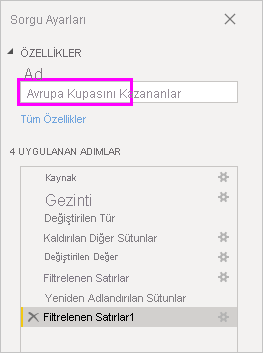 Sorgu Ayarları
ÖZELLİKLER
Ad
Avrupa Kupasını Kazananlar
Tüm Özellikler
4 UYGULANAN ADIMLAR
Kaynak
Gezinti
Değiştirilen Tür
Kaldırılan Diğer Sütunlar
Değiştirilen Değer
Filtrelenen Satırlar
Yeniden Adlandırılan Sütunlar
Filtrelenen Satırlar1